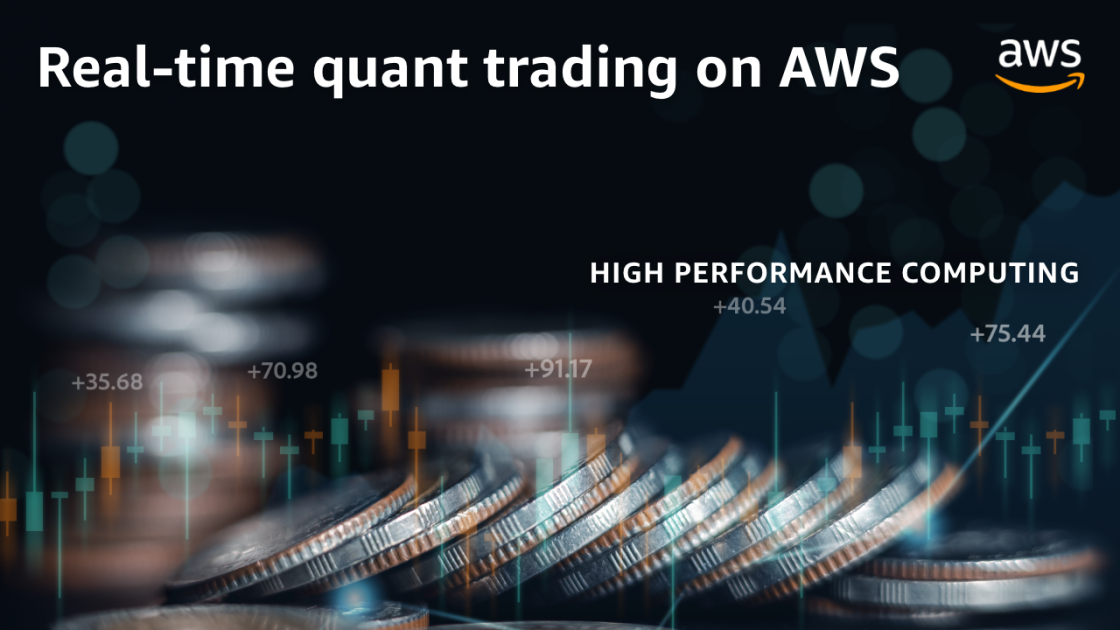 Real-time quant trading on AWS
aws
HIGH PERFORMANCE COMPUTING
+40.54
+75.44
+91.17
+70.98
+35.68